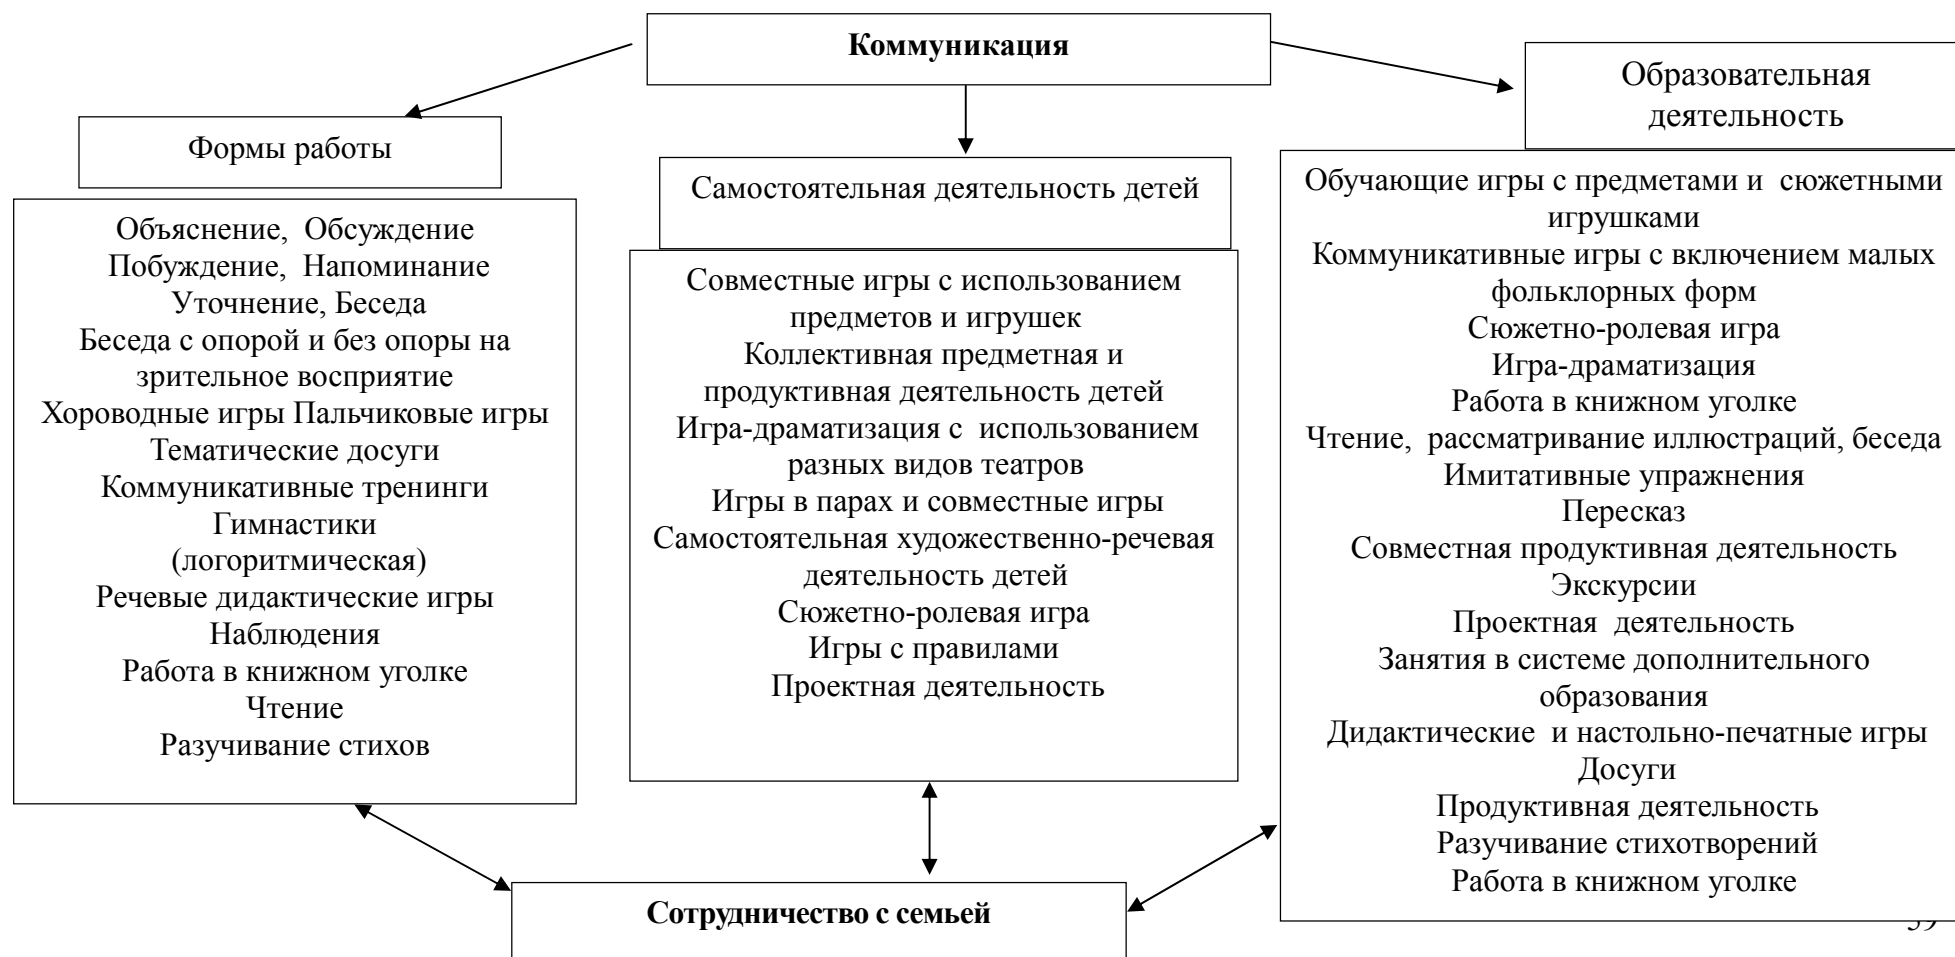 Коммуникация
Формы работы
Объяснение, Обсуждение
Побуждение, Напоминание
Уточнение, Беседа
Беседа с опорой и без опоры на
зрительное восприятие
Хороводные игры Пальчиковые игры
Тематические досуги
Коммуникативные тренинги
Гимнастики
(логоритмическая)
Речевые дидактические игры
Наблюдения
Работа в книжном уголке
Чтение
Разучивание стихов
Самостоятельная деятельность детей
Совместные игры с использованием
предметов и игрушек
Коллективная предметная и
продуктивная деятельность детей
Игра-драматизация с использованием
разных видов театров
Игры в парах и совместные игры
Самостоятельная художественно-речевая
деятельность детей
Сюжетно-ролевая игра
Игры с правилами
Проектная деятельность
Образовательная
деятельность
Обучающие игры с предметами и сюжетными
игрушками
Коммуникативные игры с включением малых
фольклорных форм
Сюжетно-ролевая игра
Игра-драматизация
Работа в книжном уголке
Чтение, рассматривание иллюстраций, беседа
Имитативные упражнения
Пересказ
Совместная продуктивная деятельность
Экскурсии
Проектная деятельность
Занятия в системе дополнительного
образования
Дидактические и настольно-печатные игры
Досуги
Продуктивная деятельность
Разучивание стихотворений
Работа в книжном уголке
Сотрудничество с семьей